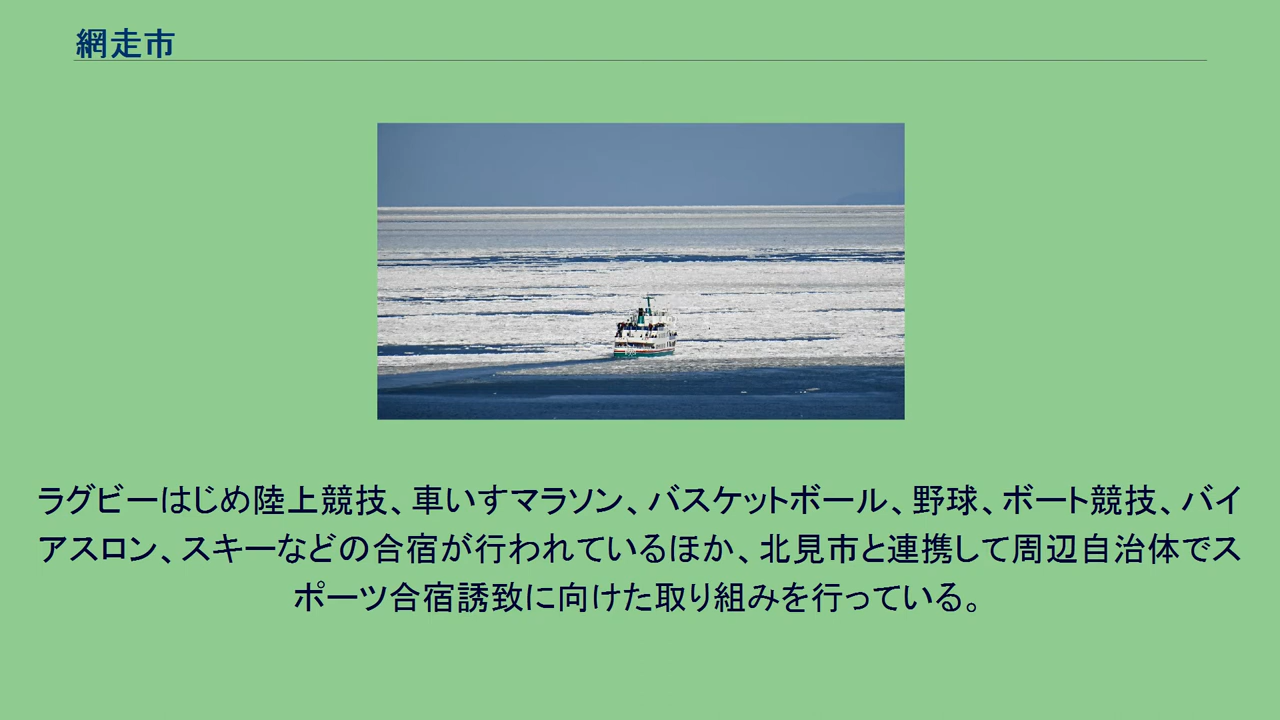 網走市
ラグビーはじめ陸上競技、車いすマラソン、バスケットボール、野球、ボート競技、バイ
アスロン、スキーなどの合宿が行われているほか、北見市と連携して周辺自治体でス
ポーツ合宿誘致に向けた取り組みを行っている。